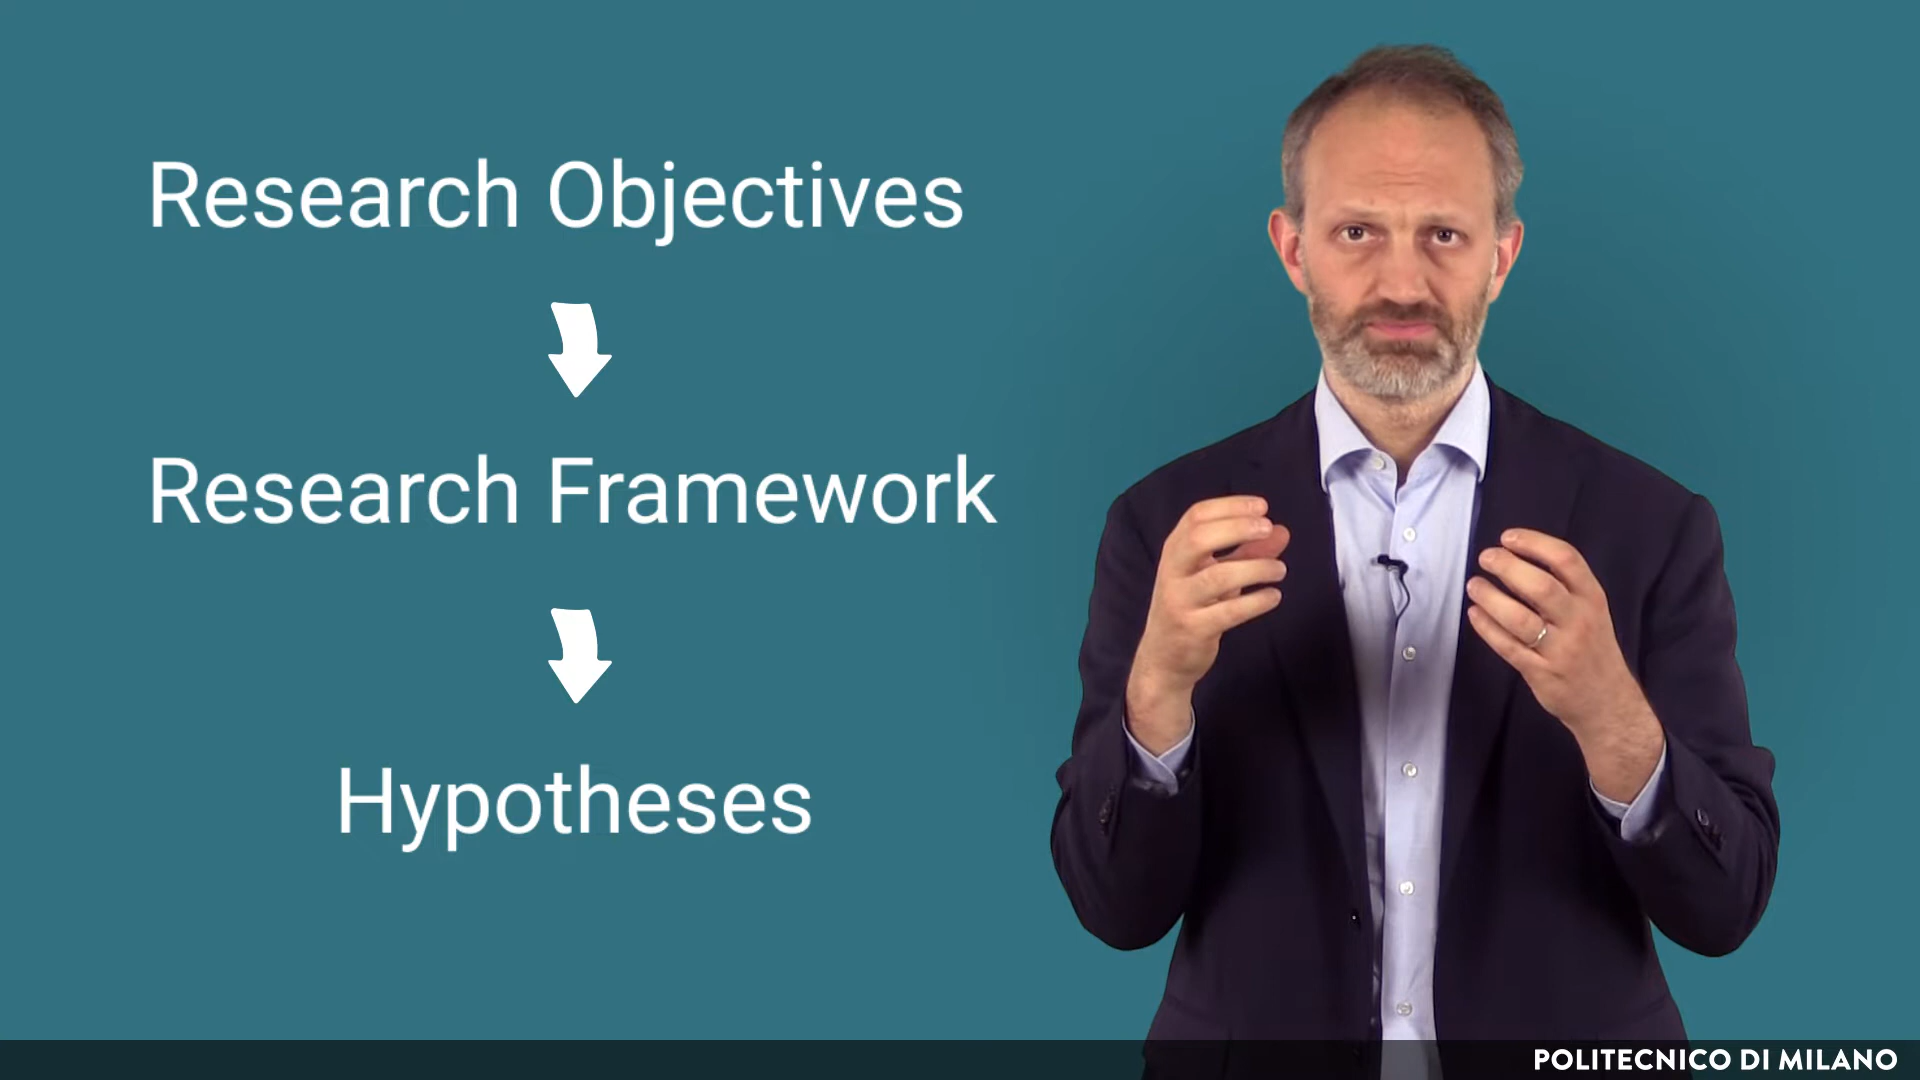 Research Objectives
Research Framework
Hypotheses
POLITECNICO DI MILANO